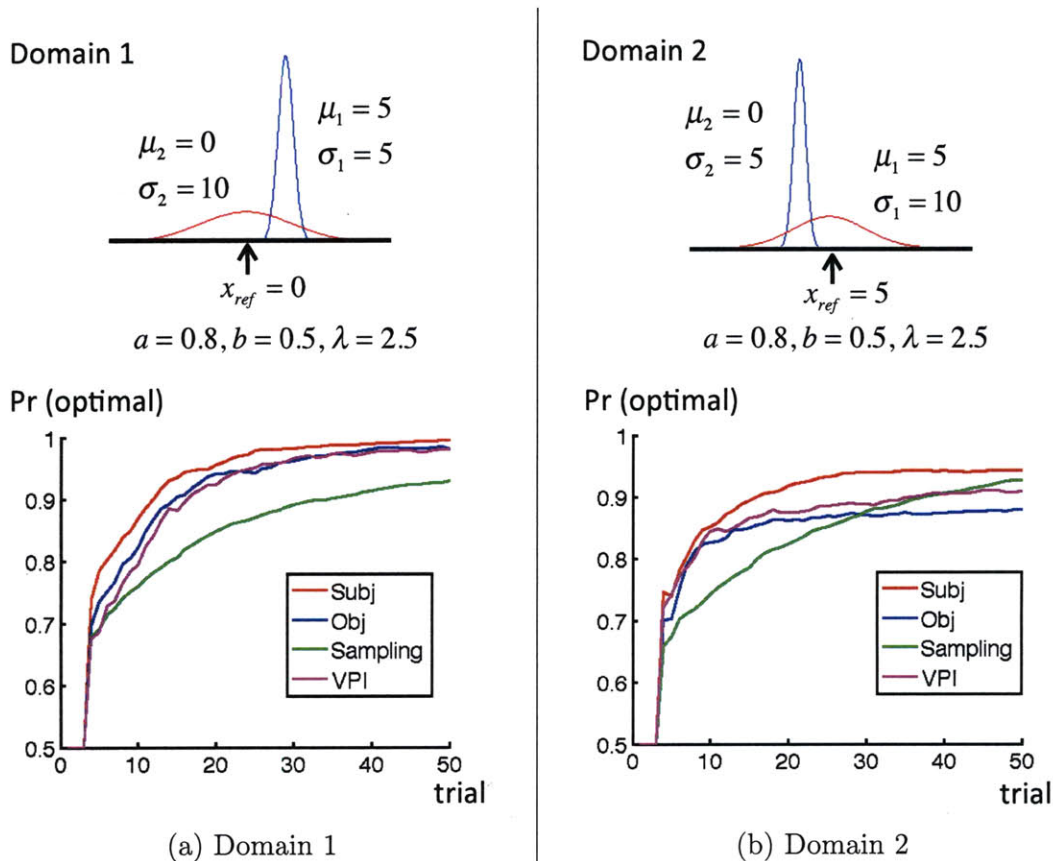 Domain 1
μ₂ = 0
σ₂ = 10
μ₁ = 5
σ₁ = 5
x_ref = 0
a = 0.8, b = 0.5, λ = 2.5
Pr (optimal)
1
0.9
0.8
0.7
0.6
0.5
Subj
Obj
Sampling
VPI
0 10 20 30 40 50
trial
(a) Domain 1
Domain 2
μ₂ = 0
σ₂ = 5
μ₁ = 5
σ₁ = 10
x_ref = 5
a = 0.8, b = 0.5, λ = 2.5
Pr (optimal)
1
0.9
0.8
0.7
0.6
0.5
Subj
Obj
Sampling
VPI
0 10 20 30 40 50
trial
(b) Domain 2